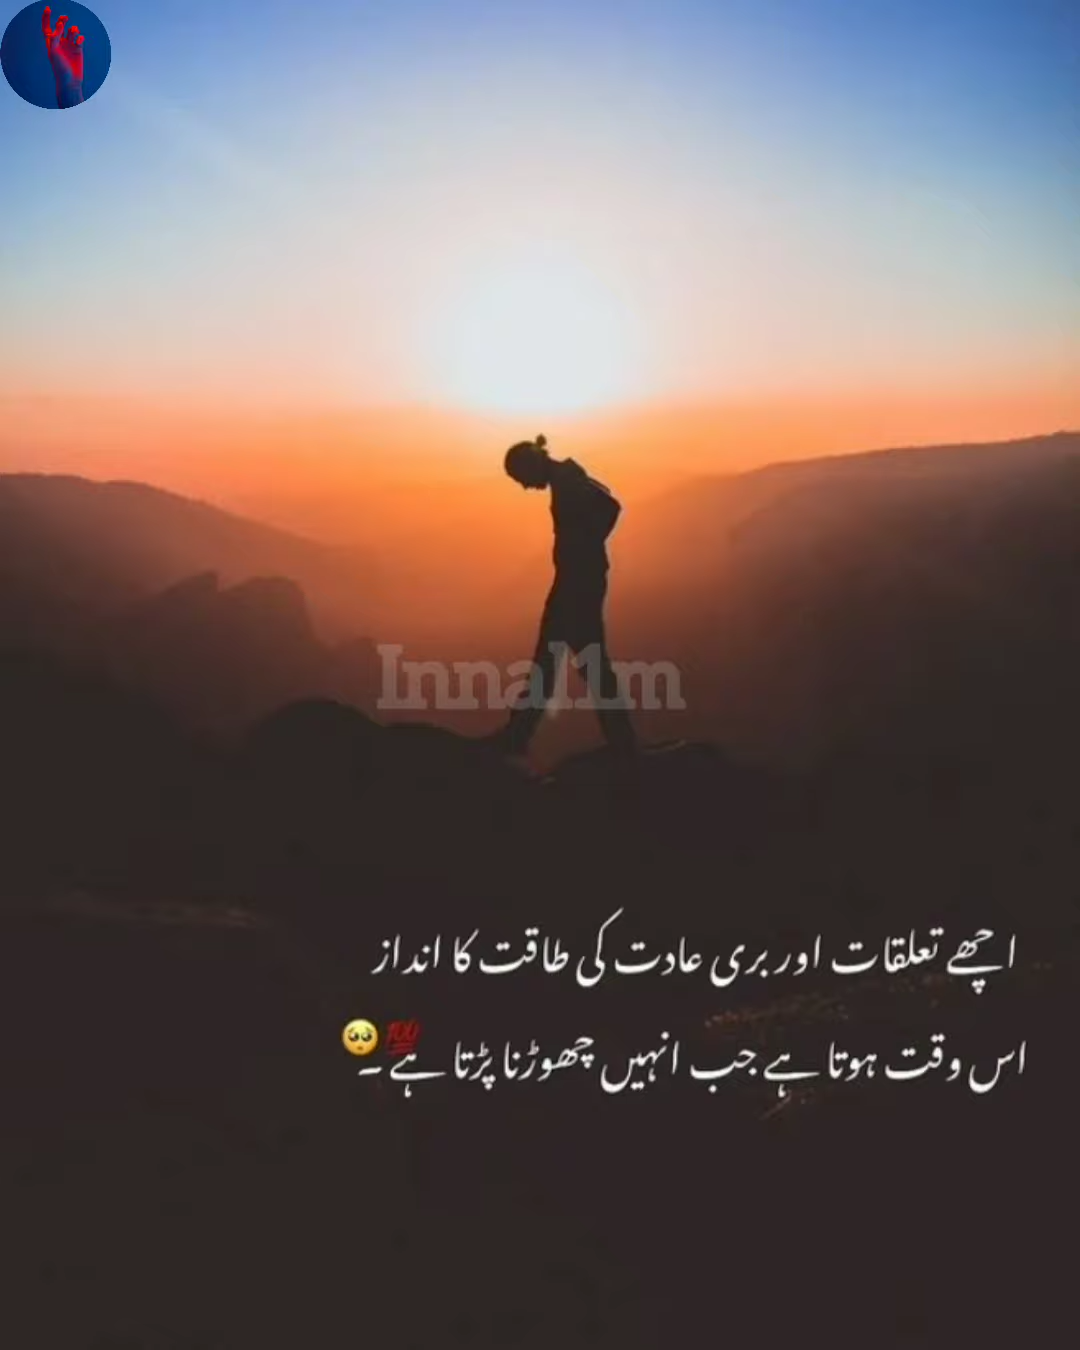 Innal1m
اچھے تعلقات اور بری عادت کی طاقت کا انداز
اس وقت ہوتا ہے جب انہیں چھوڑنا پڑتا ہے۔💯🥺